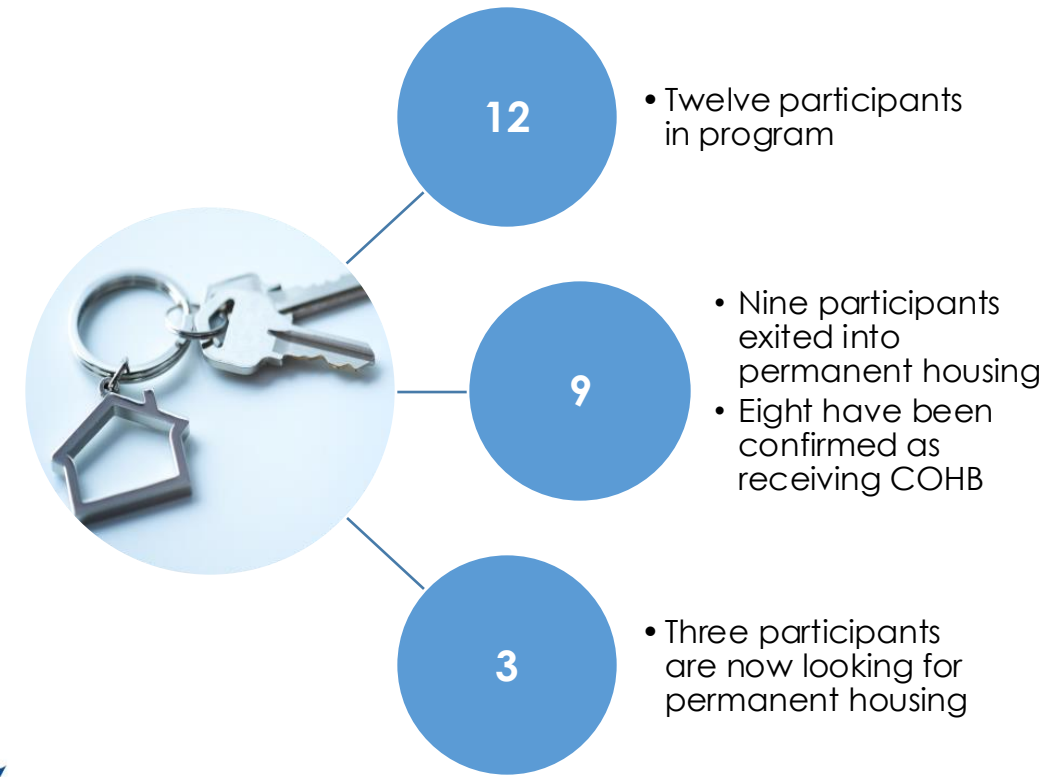 12
• Twelve participants
in program
9
• Nine participants
exited into
permanent housing
• Eight have been
confirmed as
receiving COHB
3
• Three participants
are now looking for
permanent housing